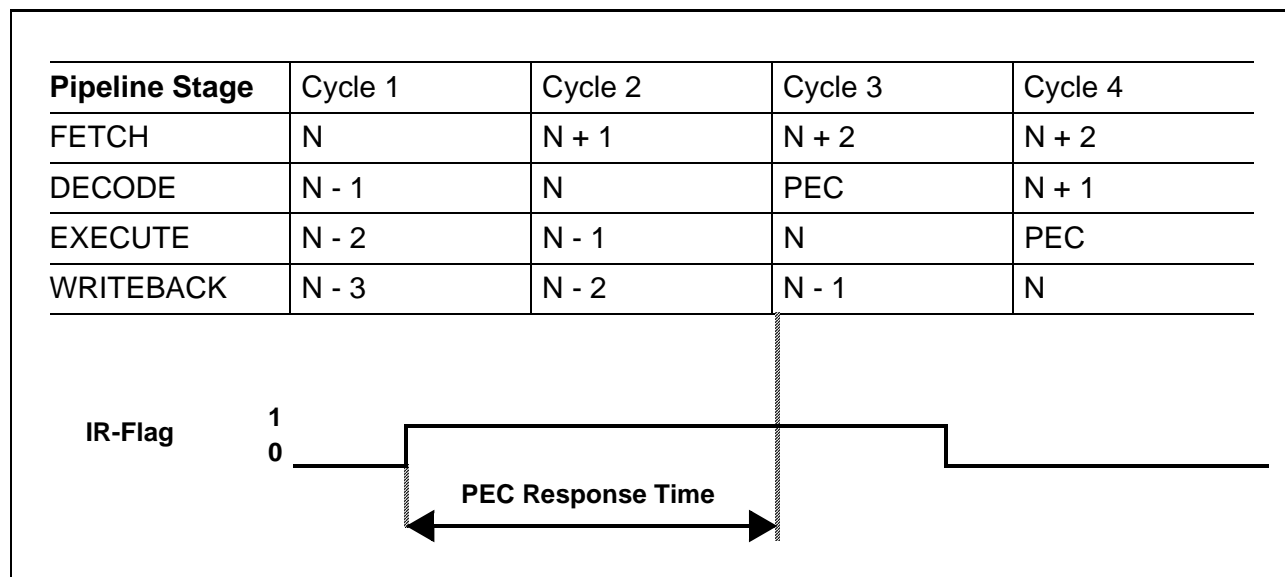 Pipeline Stage Cycle 1 Cycle 2 Cycle 3 Cycle 4
FETCH N N + 1 N + 2 N + 2
DECODE N - 1 N PEC N + 1
EXECUTE N - 2 N - 1 N PEC
WRITEBACK N - 3 N - 2 N - 1 N
IR-Flag 1
0
PEC Response Time